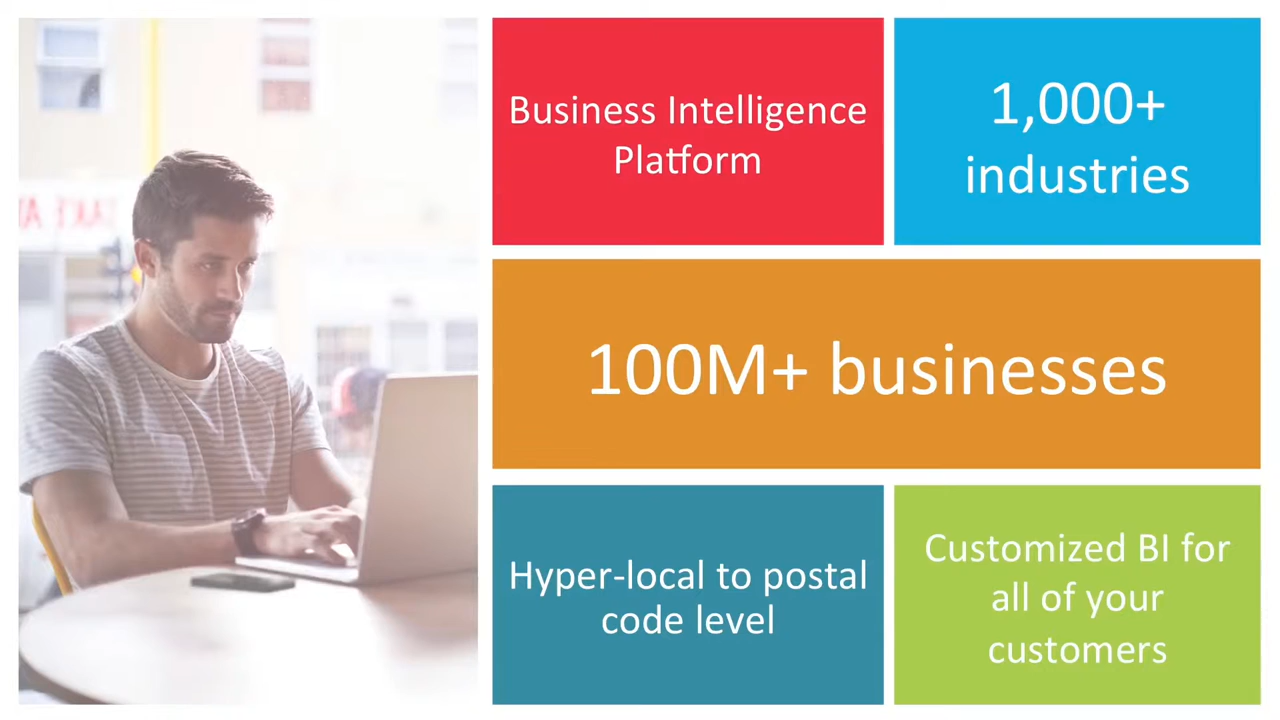 Business Intelligence
Platform
1,000+
industries
TAKE A
100M+ businesses
Hyper-local to postal
code level
Customized BI for
all of your
customers